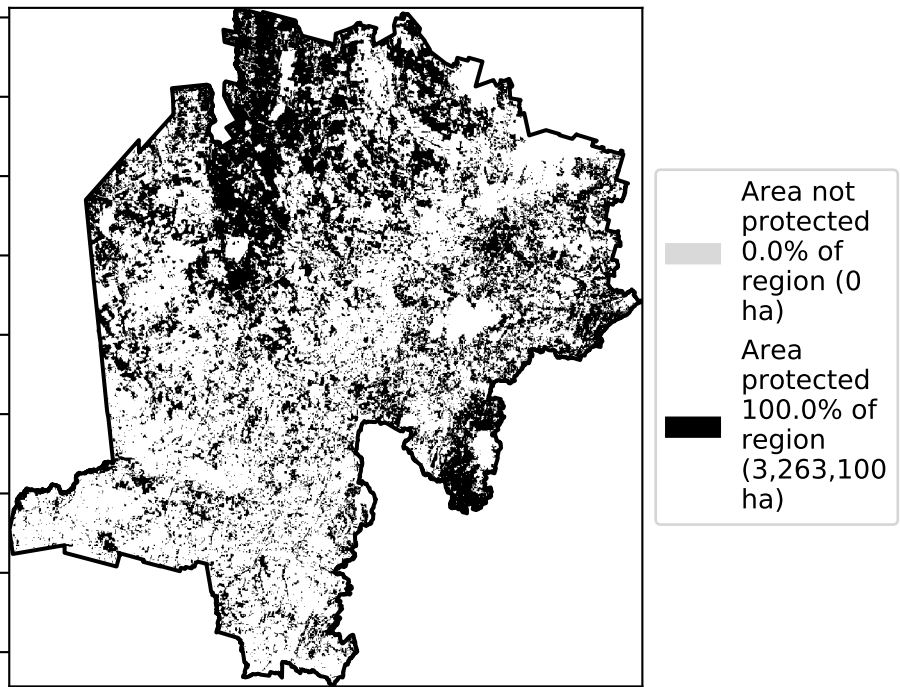 Area not
protected
0.0% of
region (0
ha)
Area
protected
100.0% of
region
(3,263,100
ha)